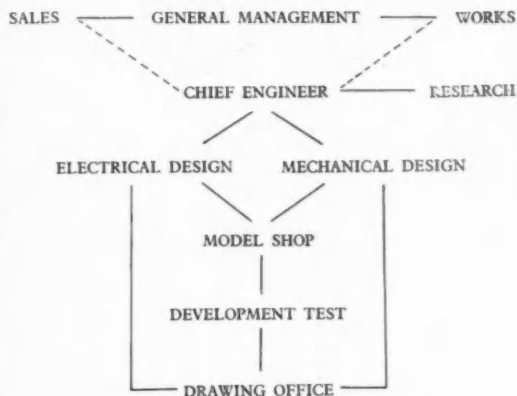 SALES GENERAL MANAGEMENT WORKS
CHIEF ENGINEER RESEARCH
ELECTRICAL DESIGN MECHANICAL DESIGN
MODEL SHOP
DEVELOPMENT TEST
DRAWING OFFICE